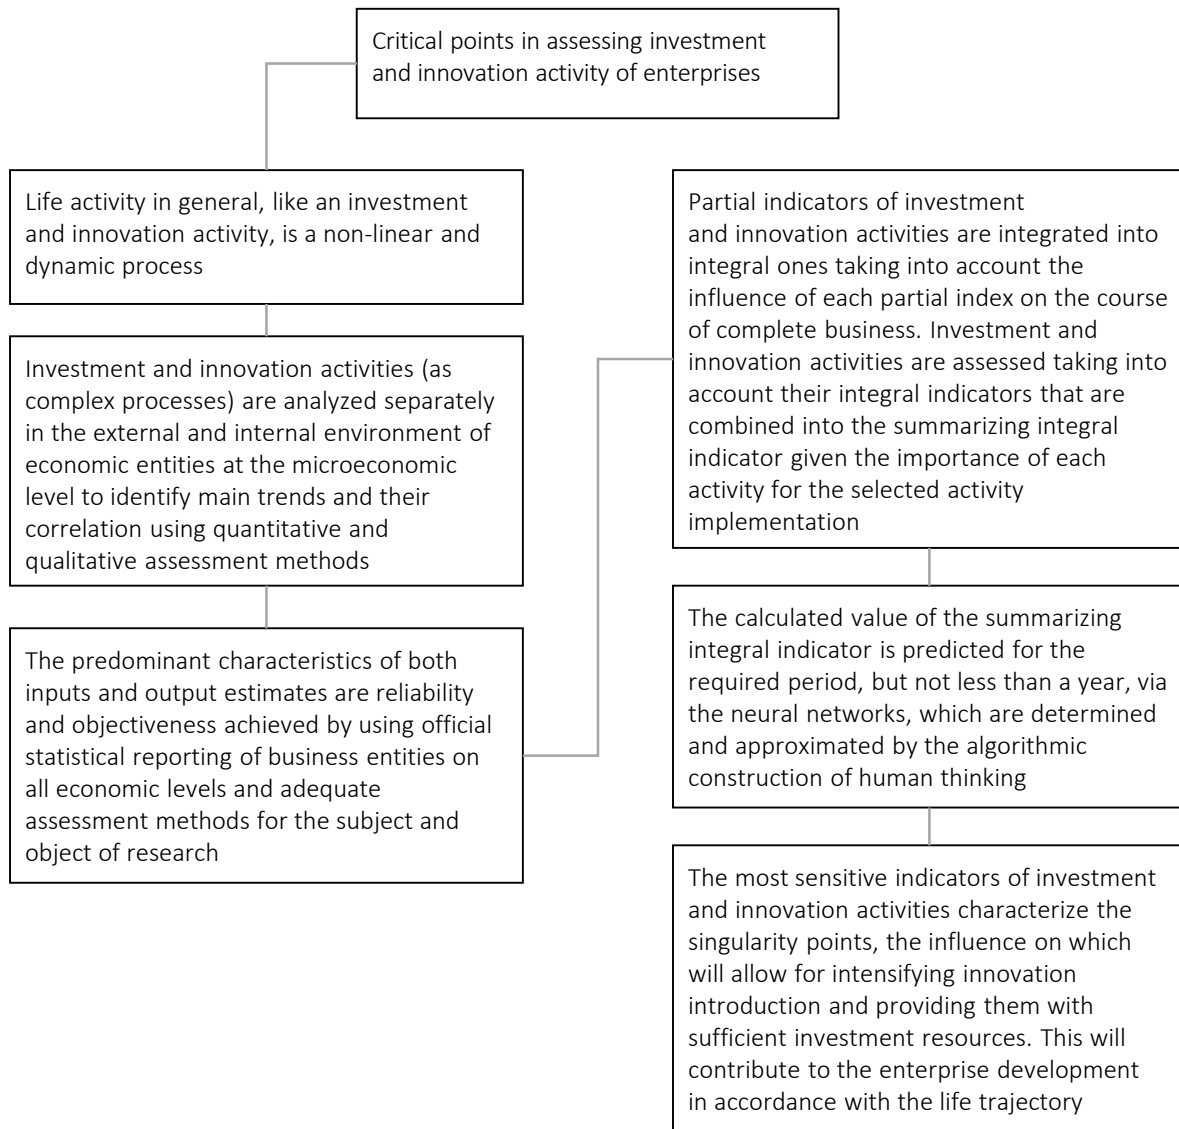 Critical points in assessing investment
and innovation activity of enterprises
Life activity in general, like an investment
and innovation activity, is a non-linear and
dynamic process
Investment and innovation activities (as
complex processes) are analyzed separately
in the external and internal environment of
economic entities at the microeconomic
level to identify main trends and their
correlation using quantitative and
qualitative assessment methods
The predominant characteristics of both
inputs and output estimates are reliability
and objectiveness achieved by using official
statistical reporting of business entities on
all economic levels and adequate
assessment methods for the subject and
object of research
Partial indicators of investment
and innovation activities are integrated into
integral ones taking into account the
influence of each partial index on the course
of complete business. Investment and
innovation activities are assessed taking into
account their integral indicators that are
combined into the summarizing integral
indicator given the importance of each
activity for the selected activity
implementation
The calculated value of the summarizing
integral indicator is predicted for the
required period, but not less than a year, via
the neural networks, which are determined
and approximated by the algorithmic
construction of human thinking
The most sensitive indicators of investment
and innovation activities characterize the
singularity points, the influence on which
will allow for intensifying innovation
introduction and providing them with
sufficient investment resources. This will
contribute to the enterprise development
in accordance with the life trajectory